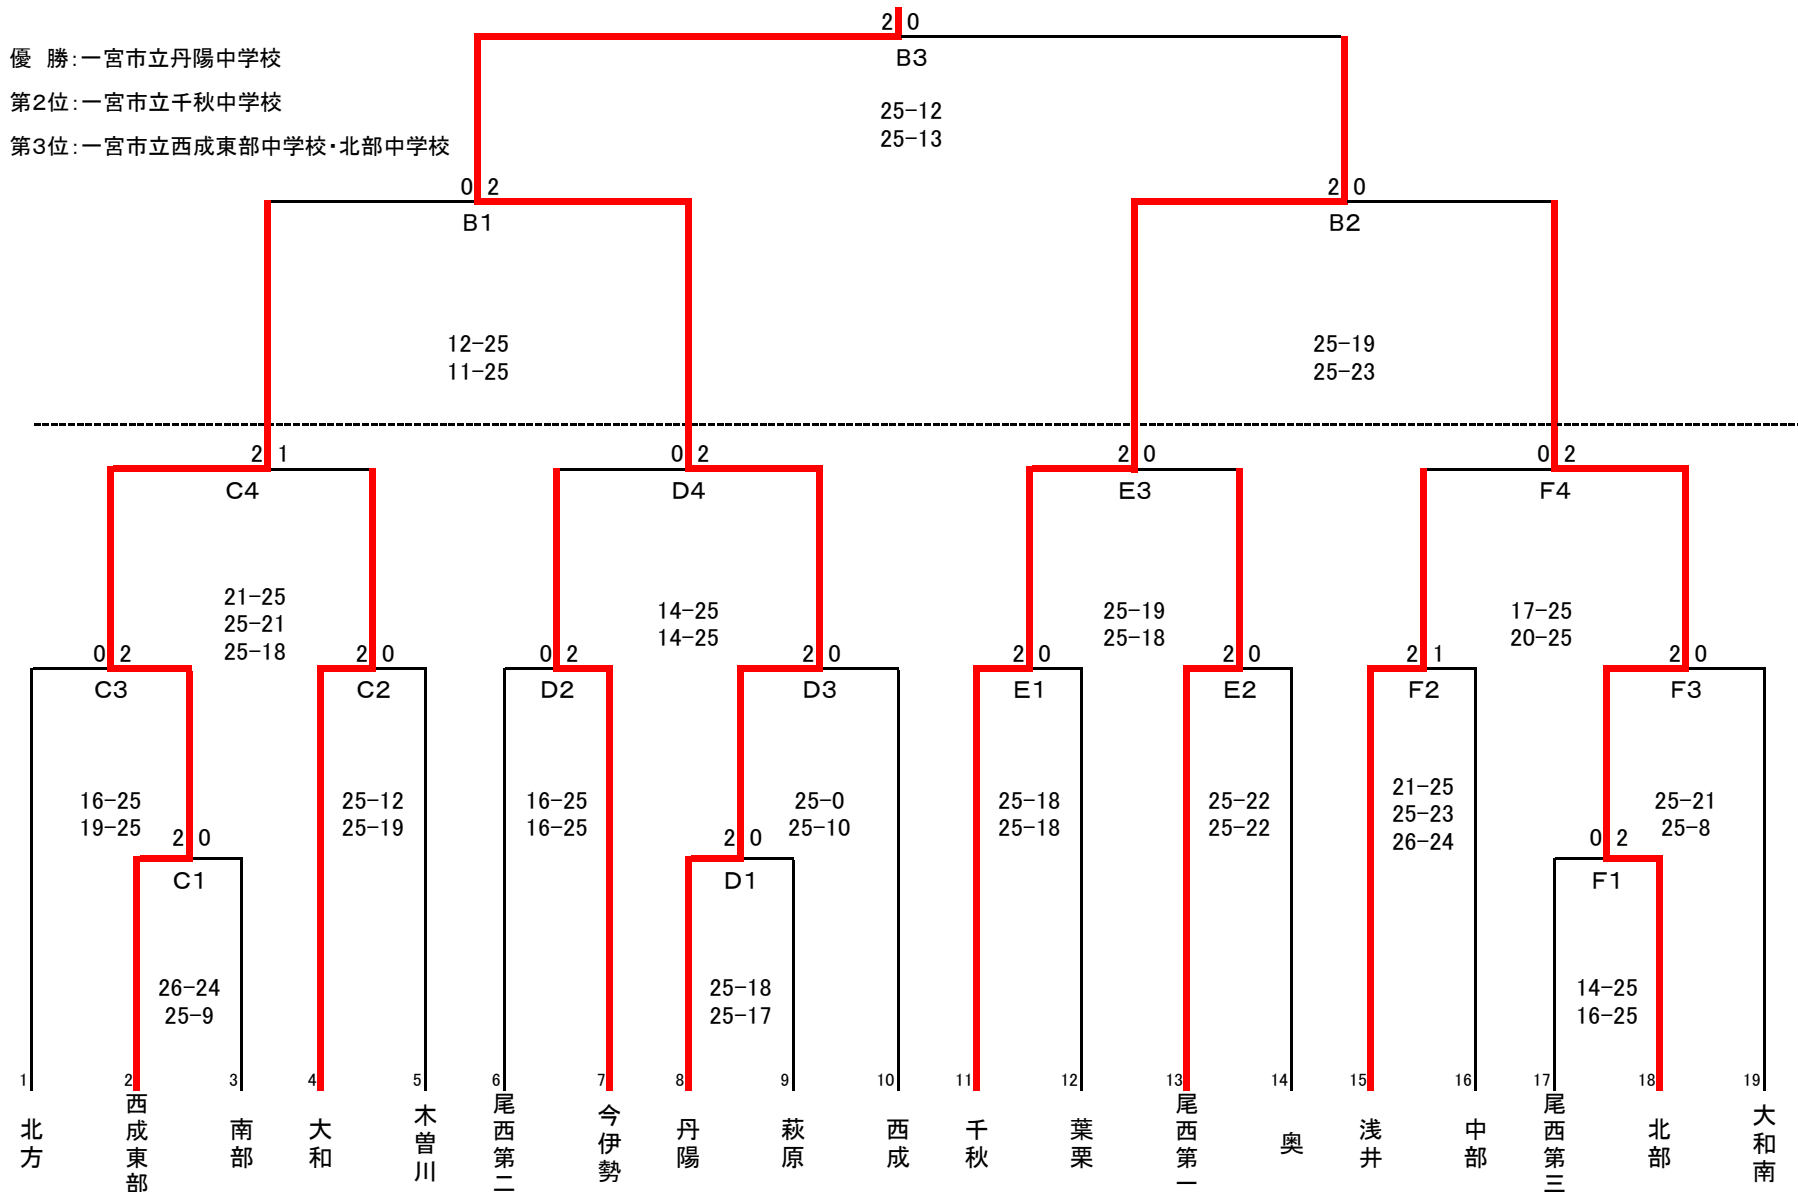 2 0
優　勝:一宮市立丹陽中学校
B3
第2位:一宮市立千秋中学校
25-12
25-13
第3位:一宮市立西成東部中学校・北部中学校
0 2
2 0
B1
B2
12-25
11-25
25-19
25-23
2 1
0 2
2 0
0 2
C4
D4
E3
F4
21-25
25-21
25-18
14-25
14-25
25-19
25-18
17-25
20-25
0 2
2 0
0 2
2 0
2 0
2 0
2 1
2 0
C3
C2
D2
D3
E1
E2
F2
F3
16-25
19-25
25-12
25-19
16-25
16-25
25-0
25-10
25-18
25-18
25-22
25-22
21-25
25-23
26-24
25-21
25-8
2 0
2 0
0 2
C1
D1
F1
26-24
25-9
25-18
25-17
14-25
16-25
1
2
3
4
5
6
7
8
9
10
11
12
13
14
15
16
17
18
19
北方
西成東部
南部
大和
木曽川
尾西第二
今伊勢
丹陽
萩原
西成
千秋
葉栗
尾西第一
奥
浅井
中部
尾西第三
北部
大和南